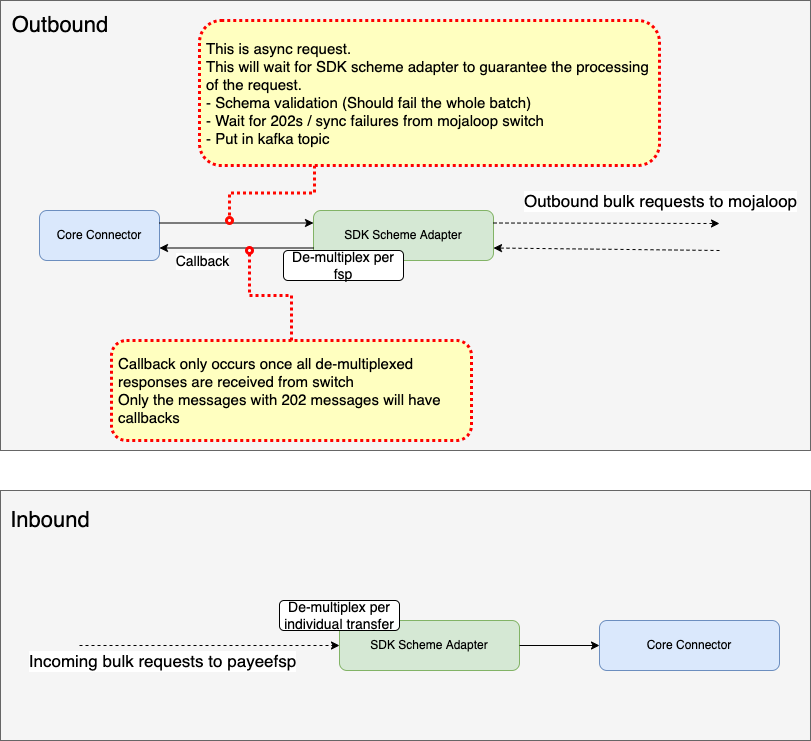 Outbound
This is async request.
This will wait for SDK scheme adapter to guarantee the processing
of the request.
- Schema validation (Should fail the whole batch)
- Wait for 202s / sync failures from mojaloop switch
- Put in kafka topic
Outbound bulk requests to mojaloop
Core Connector
SDK Scheme Adapter
Callback
De-multiplex per
fsp
Callback only occurs once all de-multiplexed
responses are received from switch
Only the messages with 202 messages will have
callbacks
Inbound
De-multiplex per
individual transfer
SDK Scheme Adapter
Core Connector
Incoming bulk requests to payeefsp